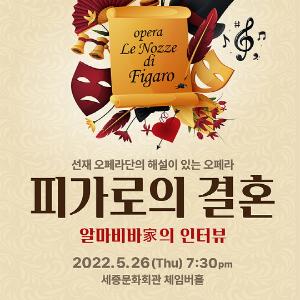 opera
Le Nozze
di
Figaro
선재 오페라단의 해설이 있는 오페라
피가로의 결혼
알마비바家의 인터뷰
2022.5.26(Thu) 7:30pm
세종문화회관 체임버홀